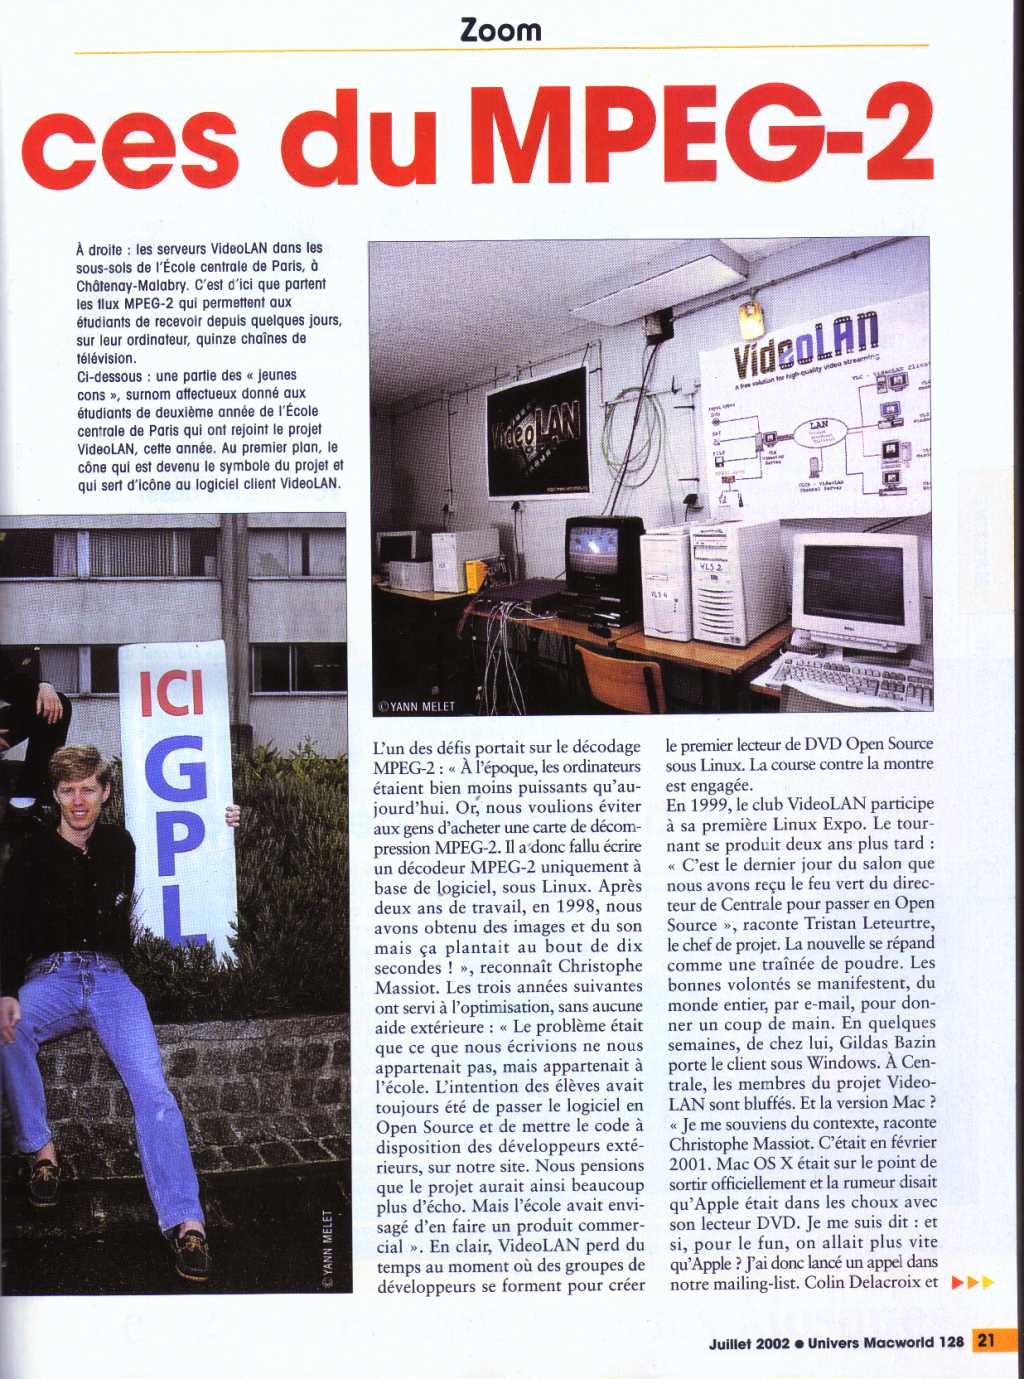 Zoom
ces du MPEG-2
À droite : les serveurs VideoLAN dans les
sous-sols de l'École centrale de Paris, à
Châtenay-Malabry. C'est d'ici que partent
les flux MPEG-2 qui permettent aux
étudiants de recevoir depuis quelques jours,
sur leur ordinateur, quinze chaînes de
télévision.
Ci-dessous : une partie des « jeunes
cons », surnom affectueux donné aux
étudiants de deuxième année de l'École
centrale de Paris qui ont rejoint le projet
VideoLAN, cette année. Au premier plan, le
cône qui est devenu le symbole du projet et
qui sert d'icône au logiciel client VideoLAN.
VideoLAN
VideoLAN
A free solution for high-quality video streaming
LAN
VLS 4
VLS 2
DELL
© YANN MELET
ICI
GPL
© YANN MELET
L'un des défis portait sur le décodage
MPEG-2 : « À l'époque, les ordinateurs
étaient bien moins puissants qu'au-
jourd'hui. Or, nous voulions éviter
aux gens d'acheter une carte de décom-
pression MPEG-2. Il a donc fallu écrire
un décodeur MPEG-2 uniquement à
base de logiciel, sous Linux. Après
deux ans de travail, en 1998, nous
avons obtenu des images et du son
mais ça plantait au bout de dix
secondes ! », reconnaît Christophe
Massiot. Les trois années suivantes
ont servi à l'optimisation, sans aucune
aide extérieure : « Le problème était
que ce que nous écrivions ne nous
appartenait pas, mais appartenait à
l'école. L'intention des élèves avait
toujours été de passer le logiciel en
Open Source et de mettre le code à
disposition des développeurs exté-
rieurs, sur notre site. Nous pensions
que le projet aurait ainsi beaucoup
plus d'écho. Mais l'école avait envi-
sagé d'en faire un produit commer-
cial ». En clair, VideoLAN perd du
temps au moment où des groupes de
développeurs se forment pour créer
le premier lecteur de DVD Open Source
sous Linux. La course contre la montre
est engagée.
En 1999, le club VideoLAN participe
à sa première Linux Expo. Le tour-
nant se produit deux ans plus tard :
« C'est le dernier jour du salon que
nous avons reçu le feu vert du direc-
teur de Centrale pour passer en Open
Source », raconte Tristan Leteurtre,
le chef de projet. La nouvelle se répand
comme une traînée de poudre. Les
bonnes volontés se manifestent, du
monde entier, par e-mail, pour don-
ner un coup de main. En quelques
semaines, de chez lui, Gildas Bazin
porte le client sous Windows. À Cen-
trale, les membres du projet Video-
LAN sont bluffés. Et la version Mac ?
« Je me souviens du contexte, raconte
Christophe Massiot. C'était en février
2001. Mac OS X était sur le point de
sortir officiellement et la rumeur disait
qu'Apple était dans les choux avec
son lecteur DVD. Je me suis dit : et
si, pour le fun, on allait plus vite
qu'Apple ? J'ai donc lancé un appel dans
notre mailing-list. Colin Delacroix et
Juillet 2002 ● Univers Macworld 128 21